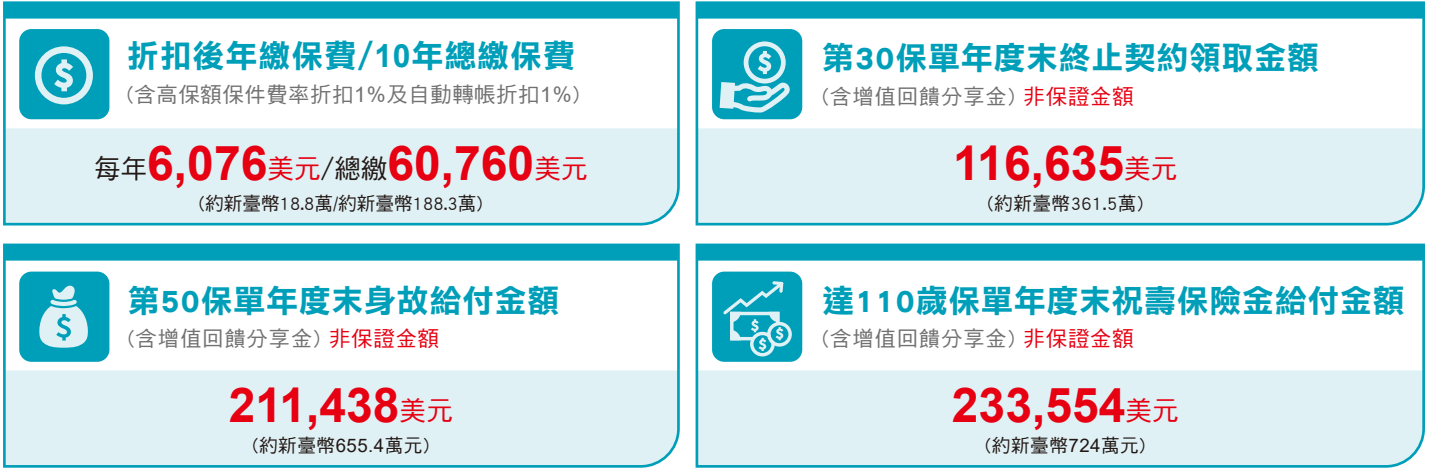 折扣後年繳保費/10年總繳保費
(含高保額保件費率折扣1%及自動轉帳折扣1%)
每年6,076美元/總繳60,760美元
(約新臺幣18.8萬/約新臺幣188.3萬)
第30保單年度末終止契約領取金額
(含增值回饋分享金) 非保證金額
116,635美元
(約新臺幣361.5萬)
第50保單年度末身故給付金額
(含增值回饋分享金) 非保證金額
211,438美元
(約新臺幣655.4萬元)
達110歲保單年度末祝壽保險金給付金額
(含增值回饋分享金) 非保證金額
233,554美元
(約新臺幣724萬元)